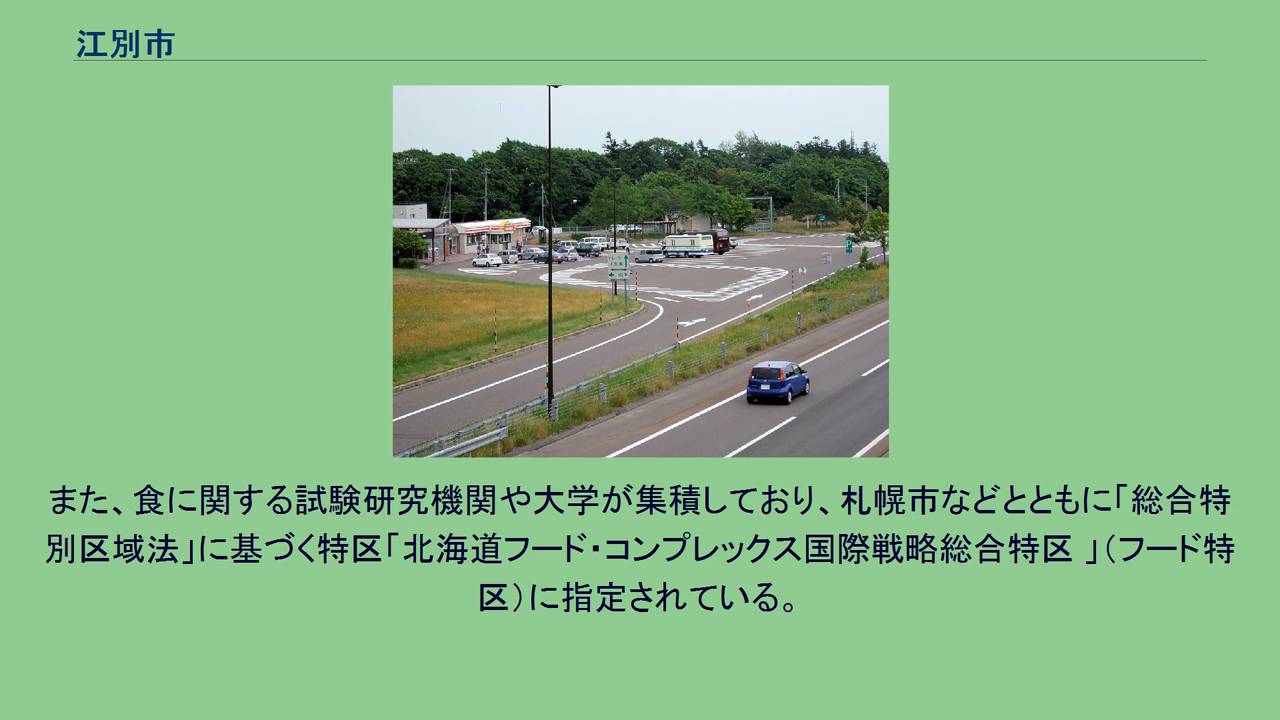 江別市
また、食に関する試験研究機関や大学が集積しており、札幌市などとともに「総合特
別区域法」に基づく特区「北海道フード・コンプレックス国際戦略総合特区 」（フード特
区）に指定されている。